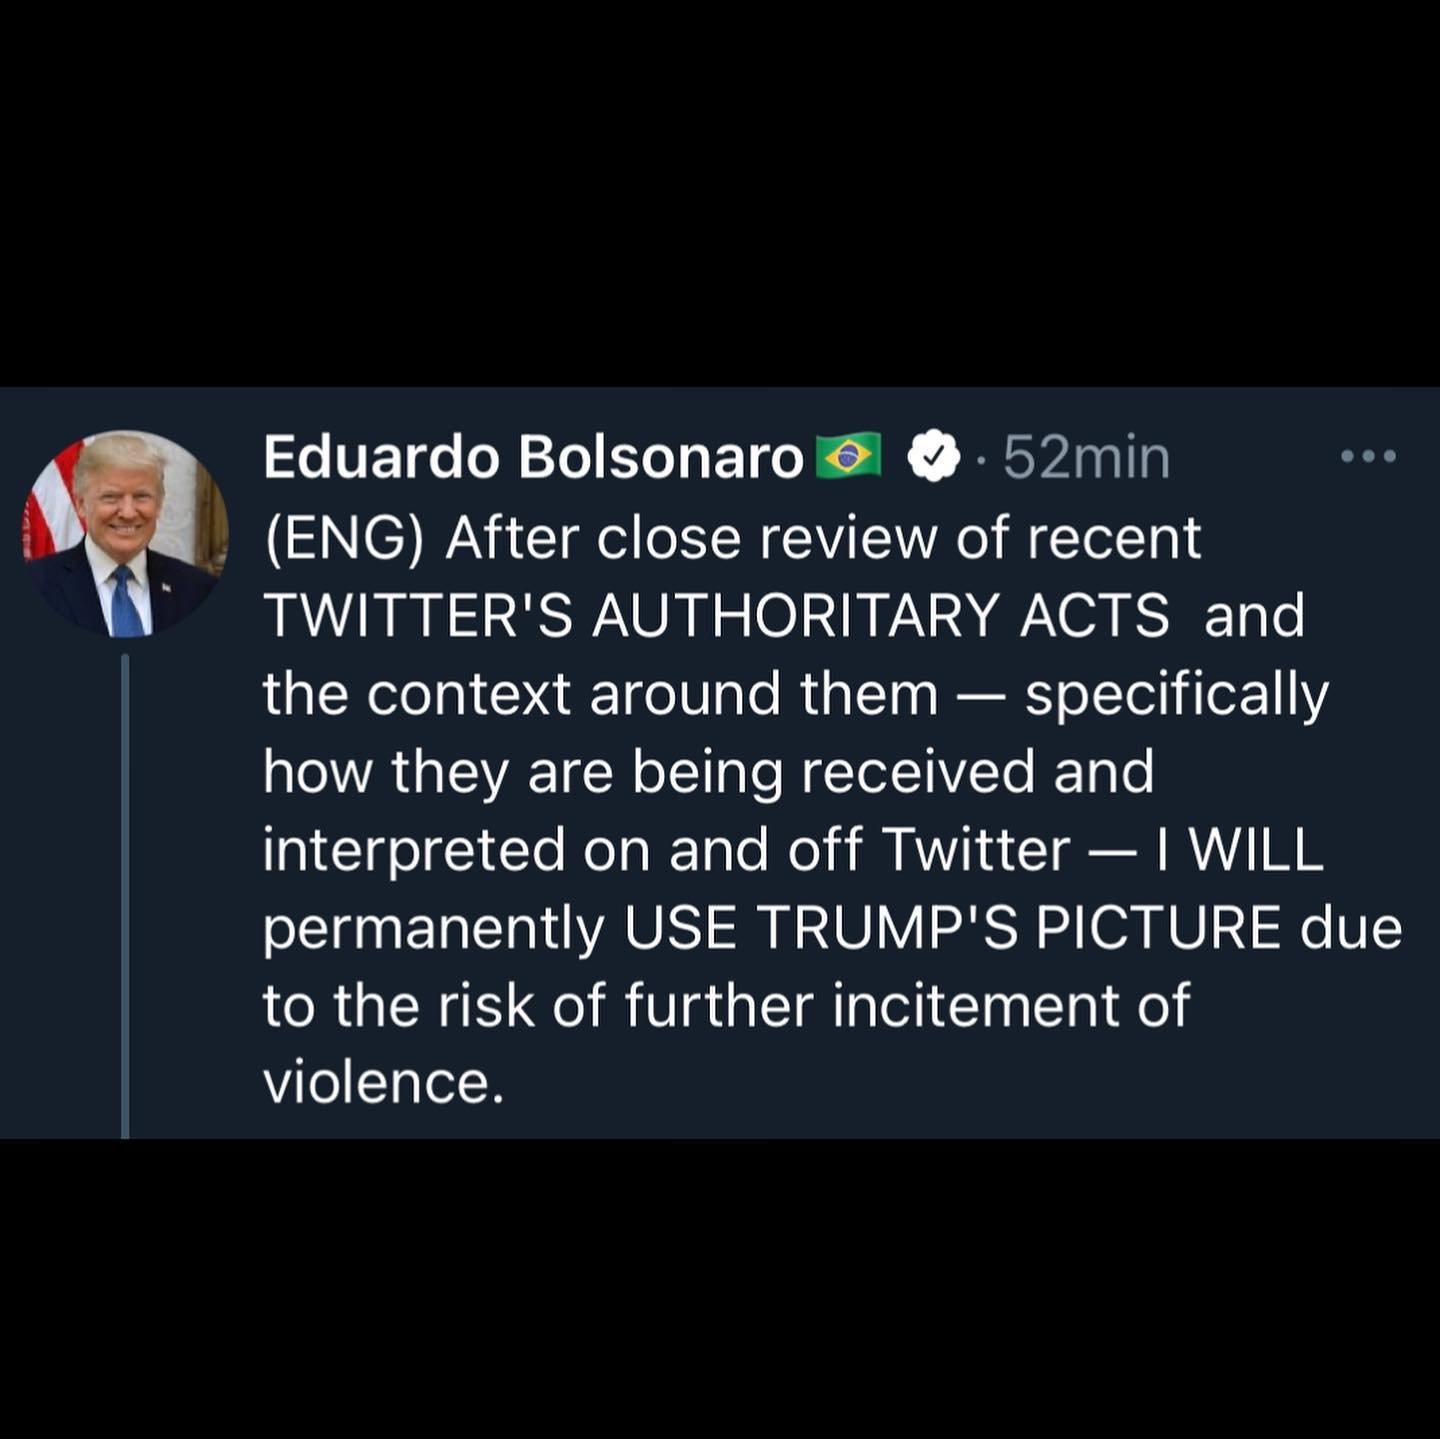 Eduardo Bolsonaro🇧🇷 · 52min
(ENG) After close review of recent
TWITTER'S AUTHORITARY ACTS  and
the context around them — specifically
how they are being received and
interpreted on and off Twitter — I WILL
permanently USE TRUMP'S PICTURE due
to the risk of further incitement of
violence.